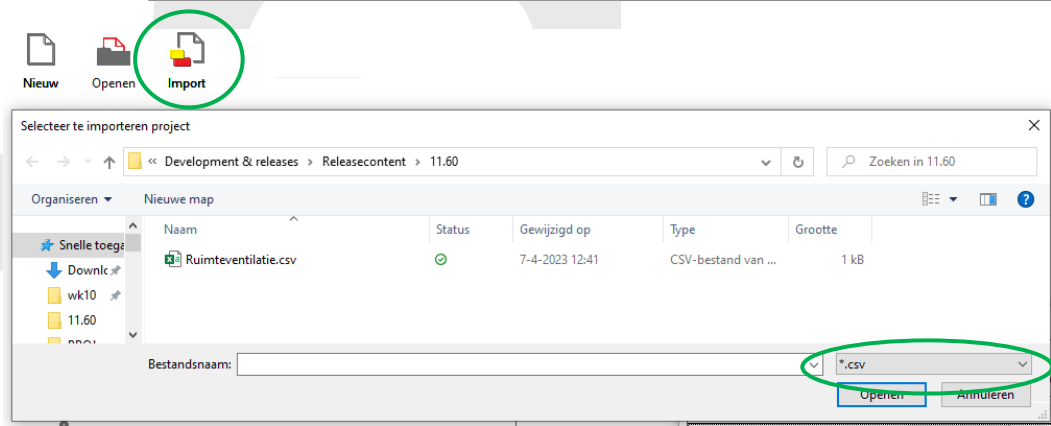 Nieuw Openen Import
Selecteer te importeren project
« Development & releases › Releasecontent › 11.60 Zoeken in 11.60
Organiseren Nieuwe map
Naam Status Gewijzigd op Type Grootte
Snelle toega
Ruimteventilatie.csv 7-4-2023 12:41 CSV-bestand van ... 1 kB
Downlc
wk10
11.60
Bestandsnaam: *.csv
Openen Annuleren